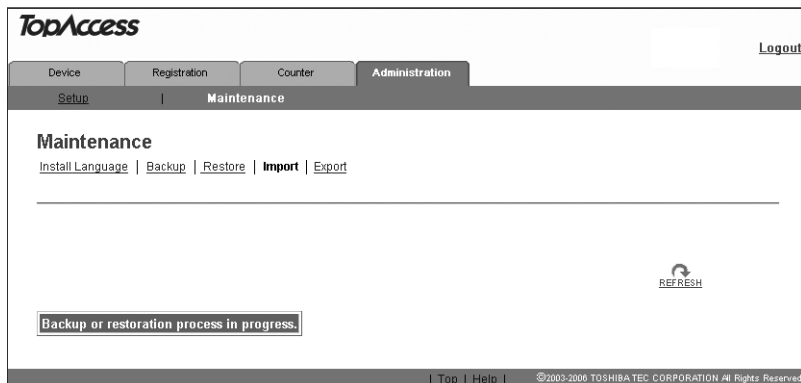 TopAccess
Logout
Device Registration Counter Administration
Setup | Maintenance
Maintenance
Install Language | Backup | Restore | Import | Export
REFRESH
Backup or restoration process in progress.
| Top | Help | ©2003-2006 TOSHIBA TEC CORPORATION All Rights Reserved